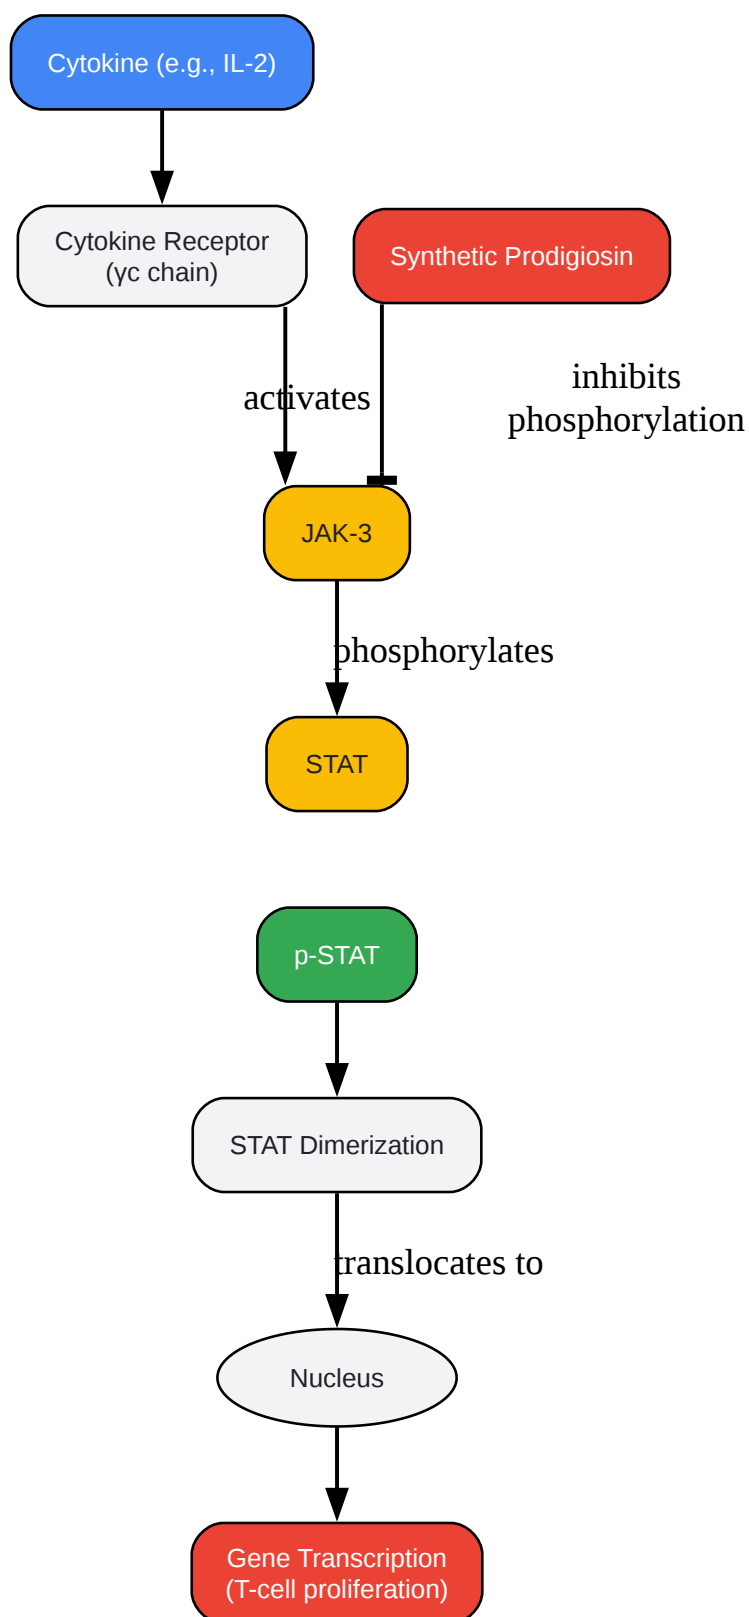 Cytokine (e.g., IL-2)
Cytokine Receptor
(γc chain)
Synthetic Prodigiosin
activates
inhibits
phosphorylation
JAK-3
phosphorylates
STAT
p-STAT
STAT Dimerization
translocates to
Nucleus
Gene Transcription
(T-cell proliferation)